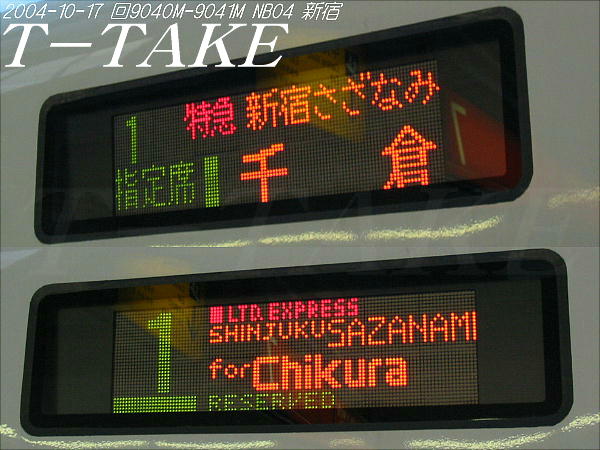 2004-10-17 回9040M-9041M NB04 新宿
T-TAKE
1 特急 新宿さざなみ
指定席 千倉
T-TAKE
LTD. EXPRESS
1 SHINJUKU SAZANAMI
for Chikura
RESERVED